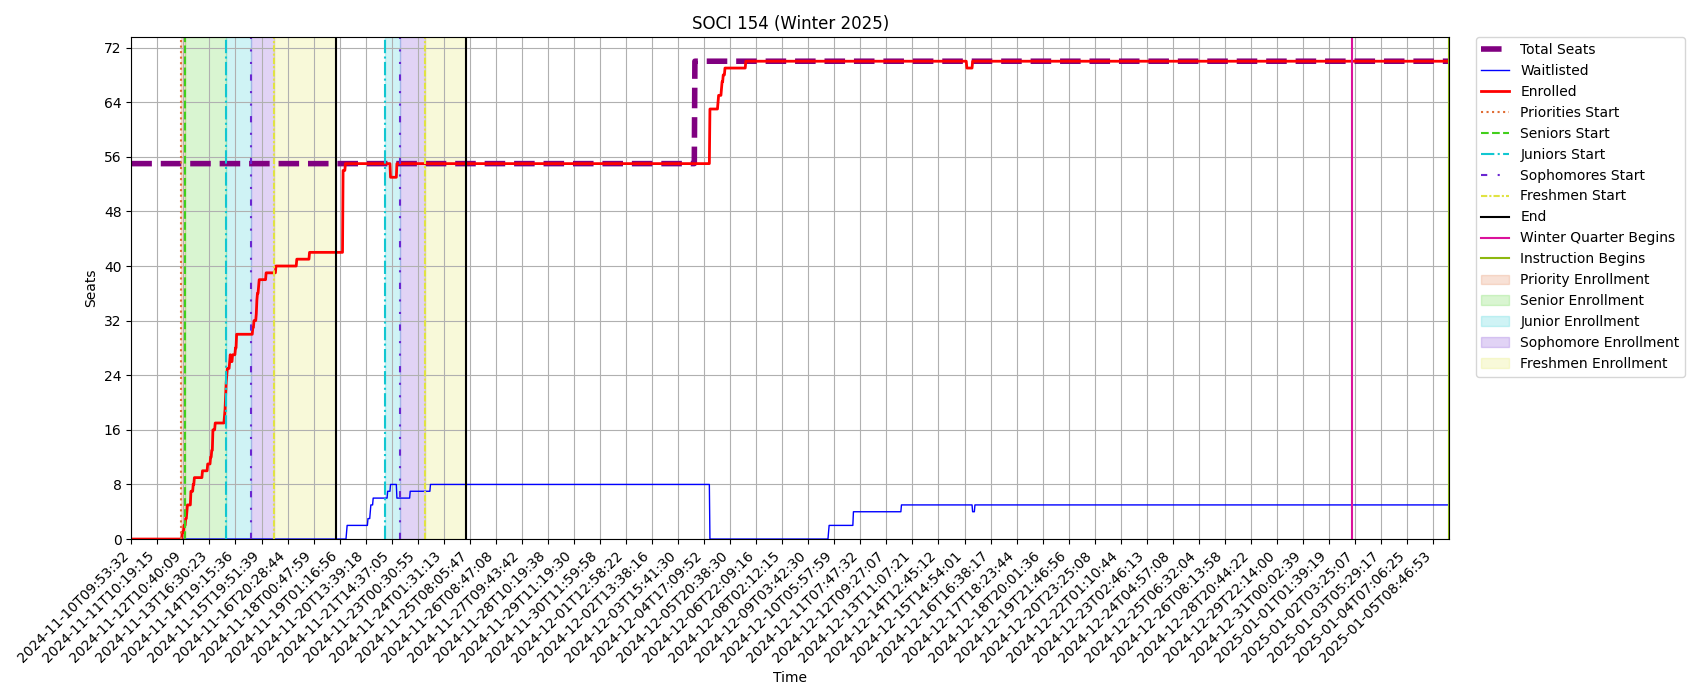 SOCI 154 (Winter 2025)
72
64
56
48
40
32
24
16
8
0
Seats
2024-11-10T09:53:32
2024-11-11T10:19:15
2024-11-12T10:40:09
2024-11-13T16:30:23
2024-11-14T19:15:36
2024-11-15T19:51:39
2024-11-16T20:28:44
2024-11-18T00:47:59
2024-11-19T01:16:56
2024-11-20T13:39:18
2024-11-21T14:37:05
2024-11-23T00:30:55
2024-11-24T01:31:13
2024-11-25T08:05:47
2024-11-26T08:47:08
2024-11-27T09:43:42
2024-11-28T10:19:38
2024-11-29T11:19:30
2024-11-30T11:59:58
2024-12-01T12:58:22
2024-12-02T13:38:16
2024-12-03T15:41:30
2024-12-04T17:09:52
2024-12-05T20:38:30
2024-12-06T22:09:16
2024-12-08T02:12:15
2024-12-09T03:42:30
2024-12-10T05:57:59
2024-12-11T07:47:32
2024-12-12T09:27:07
2024-12-13T11:07:21
2024-12-14T12:45:12
2024-12-15T14:54:01
2024-12-16T16:38:17
2024-12-17T18:23:44
2024-12-18T20:01:36
2024-12-19T21:46:56
2024-12-20T23:25:08
2024-12-22T01:10:44
2024-12-23T02:46:13
2024-12-24T04:57:08
2024-12-25T06:32:04
2024-12-26T08:13:58
2024-12-28T20:44:22
2024-12-29T22:14:00
2024-12-31T00:02:39
2025-01-01T01:39:19
2025-01-02T03:25:07
2025-01-03T05:29:17
2025-01-04T07:06:25
2025-01-05T08:46:53
Time
Total Seats
Waitlisted
Enrolled
Priorities Start
Seniors Start
Juniors Start
Sophomores Start
Freshmen Start
End
Winter Quarter Begins
Instruction Begins
Priority Enrollment
Senior Enrollment
Junior Enrollment
Sophomore Enrollment
Freshmen Enrollment